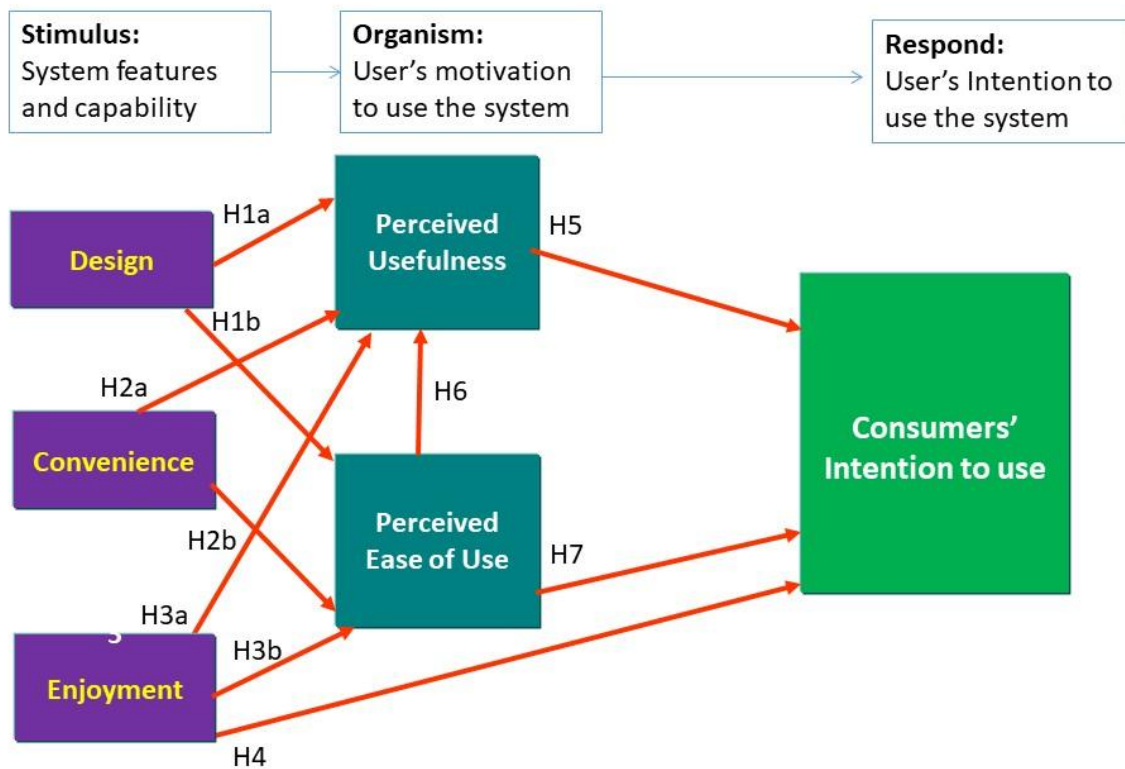 Stimulus:
System features
and capability
Organism:
User's motivation
to use the system
Respond:
User's Intention to
use the system
H1a
Perceived
Usefulness
H5
Design
H1b
H2a
H6
Convenience
Consumers'
Intention to use
H2b
Perceived
Ease of Use
H7
H3a
H3b
Enjoyment
H4